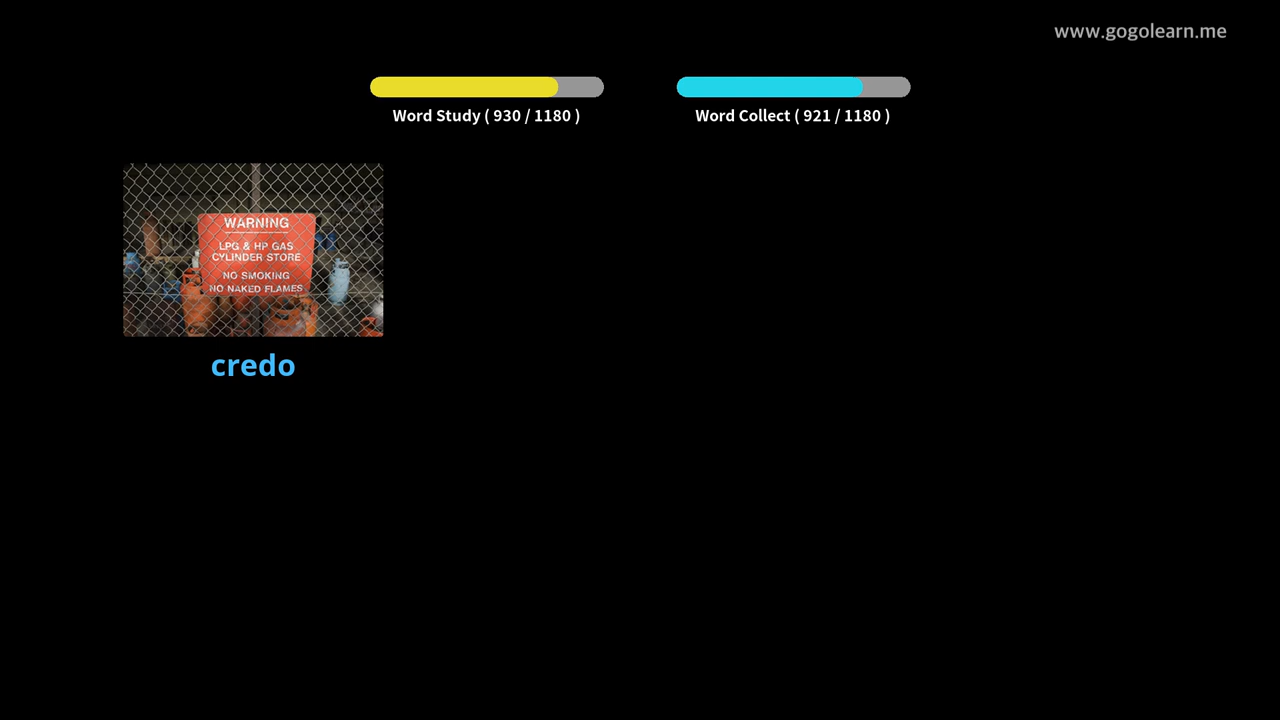 www.gogolearn.me
Word Study ( 930 / 1180 )
Word Collect ( 921 / 1180 )
WARNING
LPG & HP GAS
CYLINDER STORE
NO SMOKING
NO NAKED FLAMES
credo